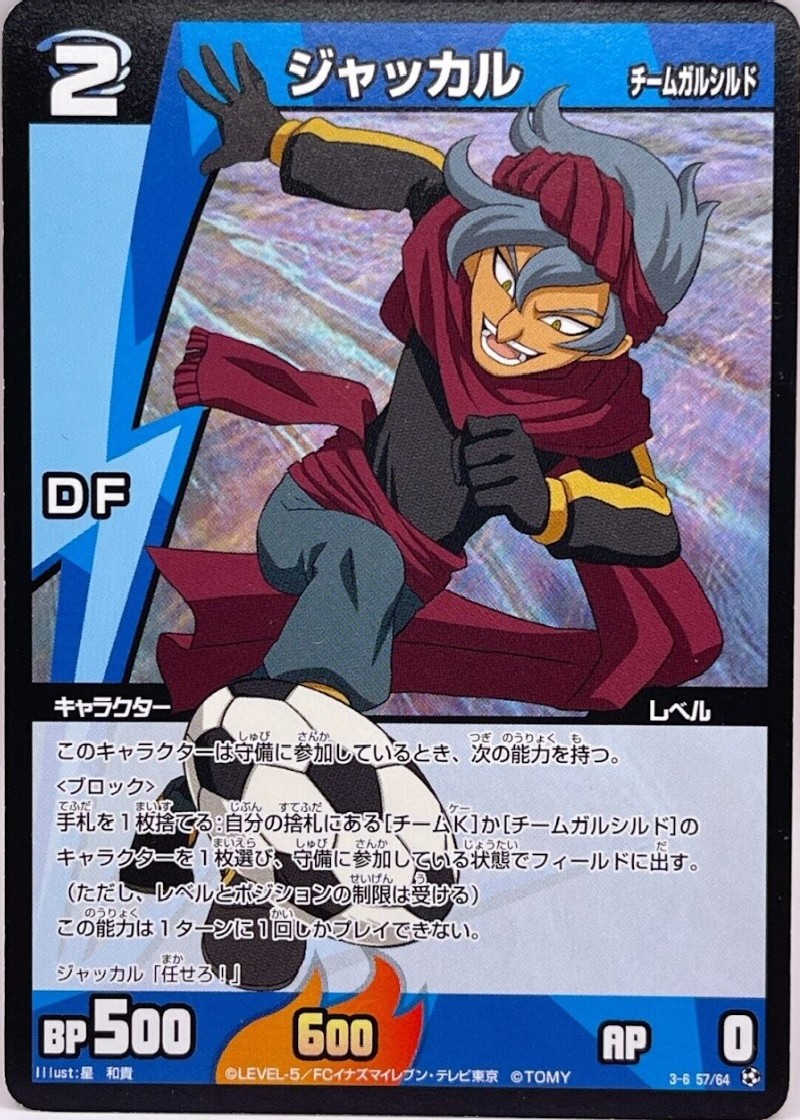 2
ジャッカル
チームガルシルド
DF
キャラクター
レベル
このキャラクターは守備に参加しているとき、次の能力を持つ。
<ブロック>
手札を1枚捨てる:自分の捨札にある[チームK]か[チームガルシルド]の
キャラクターを1枚選び、守備に参加している状態でフィールドに出す。
(ただし、レベルとポジションの制限は受ける)
この能力は1ターンに1回しかプレイできない。
ジャッカル「任せろ!」
BP 500
600
AP 0
Illust:星 和貴
©LEVEL-5/FCイナズマイレブン・テレビ東京 ©TOMY
3-6 57/64